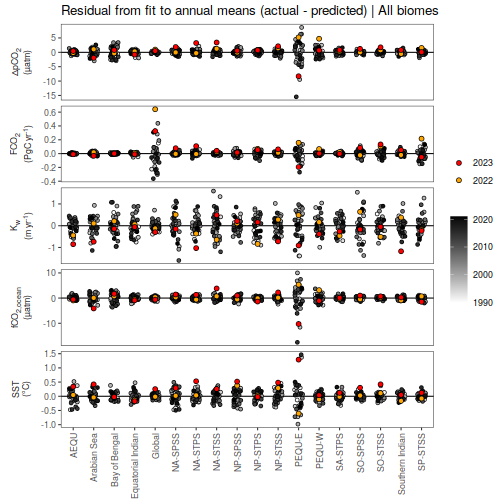 Residual from fit to annual means (actual - predicted) | All biomes
ΔpCO₂
(µatm)
5
0
-5
-10
-15
FCO₂
(PgC yr⁻¹)
0.6
0.4
0.2
0.0
-0.2
-0.4
Kw
(m yr⁻¹)
1
0
-1
fCO₂,ocean
(µatm)
10
0
-10
SST
(°C)
1.5
1.0
0.5
0.0
-0.5
-1.0
AEQU
Arabian Sea
Bay of Bengal
Equatorial Indian
Global
NA-SPSS
NA-STPS
NA-STSS
NP-SPSS
NP-STPS
NP-STSS
PEQU-E
PEQU-W
SA-STPS
SO-SPSS
SO-STSS
Southern Indian
SP-STSS
2023
2022
2020
2010
2000
1990